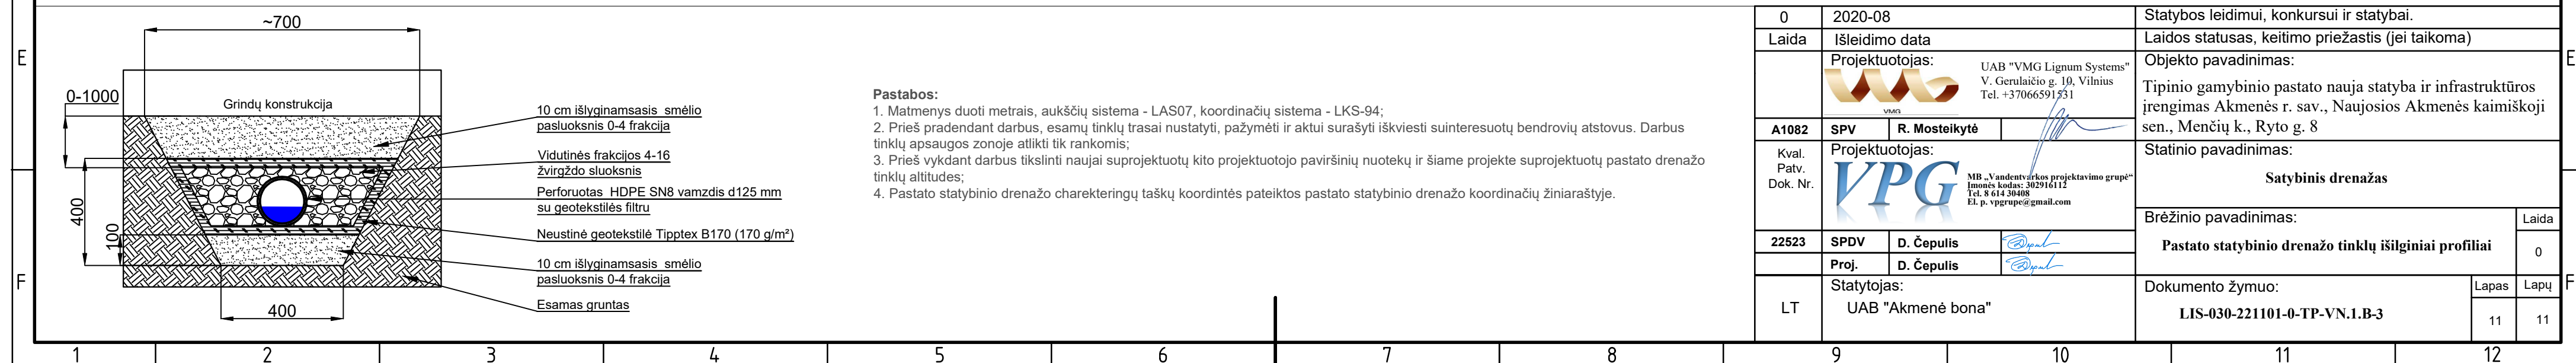 E
F
~700
0-1000
Grindų konstrukcija
400
100
400
10 cm išlyginamsasis smėlio
pasluoksnis 0-4 frakcija
Vidutinės frakcijos 4-16
žvirgždo sluoksnis
Perforuotas HDPE SN8 vamzdis d125 mm
su geotekstilės filtru
Neustinė geotekstilė Tipptex B170 (170 g/m²)
10 cm išlyginamsasis smėlio
pasluoksnis 0-4 frakcija
Esamas gruntas
Pastabos:
1. Matmenys duoti metrais, aukščių sistema - LAS07, koordinačių sistema - LKS-94;
2. Prieš pradendant darbus, esamų tinklų trasai nustatyti, pažymėti ir aktui surašyti iškviesti suinteresuotų bendrovių atstovus. Darbus
tinklų apsaugos zonoje atlikti tik rankomis;
3. Prieš vykdant darbus tikslinti naujai suprojektuotų kito projektuotojo paviršinių nuotekų ir šiame projekte suprojektuotų pastato drenažo
tinklų altitudes;
4. Pastato statybinio drenažo charekteringų taškų koordintės pateiktos pastato statybinio drenažo koordinačių žiniaraštyje.
0 2020-08 Statybos leidimui, konkursui ir statybai.
Laida Išleidimo data Laidos statusas, keitimo priežastis (jei taikoma)
Projektuotojas:
VMG
UAB "VMG Lignum Systems"
V. Gerulaičio g. 10, Vilnius
Tel. +37066591531
Objekto pavadinimas:
Tipinio gamybinio pastato nauja statyba ir infrastruktūros
įrengimas Akmenės r. sav., Naujosios Akmenės kaimiškoji
sen., Menčių k., Ryto g. 8
A1082 SPV R. Mosteikytė
Kval.
Patv.
Dok. Nr.
Projektuotojas:
VPG
MB „Vandentvarkos projektavimo grupė“
Įmonės kodas: 302916112
Tel. 8 614 30408
El. p. vpgrupe@gmail.com
Statinio pavadinimas:
Satybinis drenažas
Brėžinio pavadinimas:
Pastato statybinio drenažo tinklų išilginiai profiliai
Laida
0
22523 SPDV D. Čepulis
Proj. D. Čepulis
LT
Statytojas:
UAB "Akmenė bona"
Dokumento žymuo:
LIS-030-221101-0-TP-VN.1.B-3
Lapas Lapų
11 11
E
F
1 2 3 4 5 6 7 8 9 10 11 12